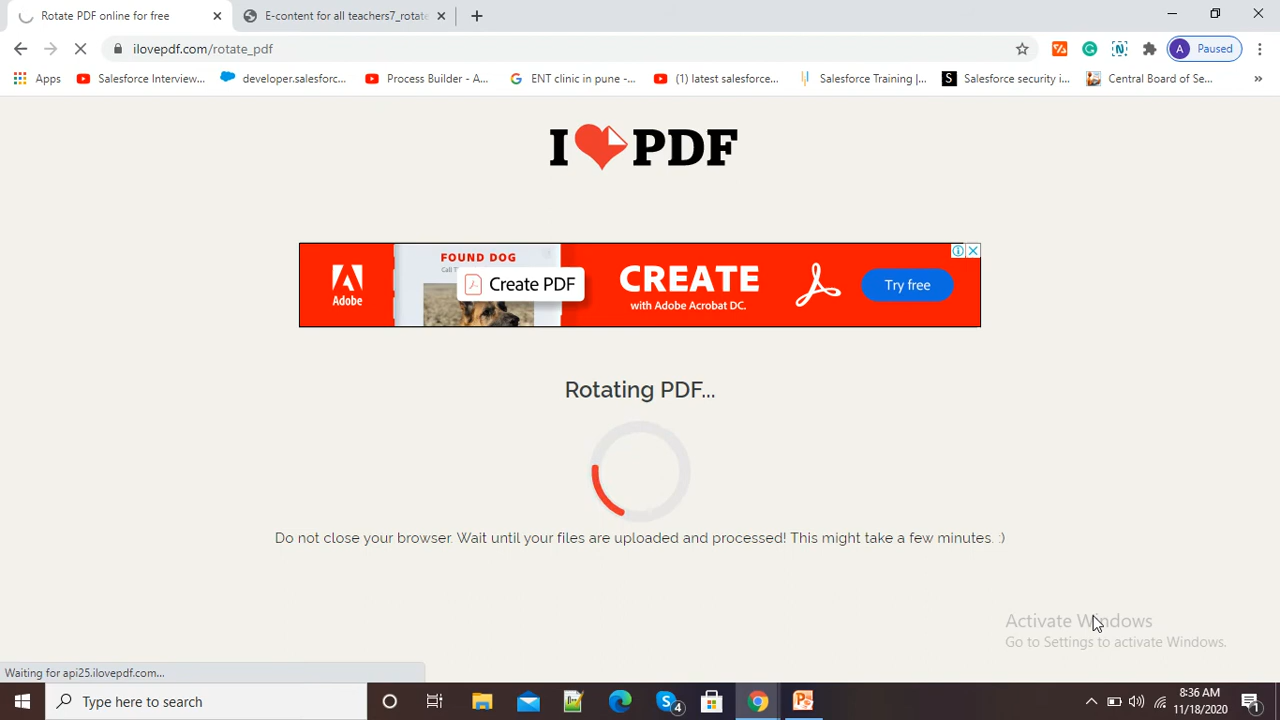 Rotate PDF online for free
E-content for all teachers7_rotate
ilovepdf.com/rotate_pdf
A Paused
Apps
Salesforce Interview...
developer.salesforc...
Process Builder - A...
ENT clinic in pune -...
(1) latest salesforce...
Salesforce Training |...
S Salesforce security i...
Central Board of Se...
»
I PDF
FOUND DOG
Create PDF
Adobe
CREATE
with Adobe Acrobat DC.
Try free
Rotating PDF...
Do not close your browser. Wait until your files are uploaded and processed! This might take a few minutes. :)
Activate Windows
Go to Settings to activate Windows.
Waiting for api25.ilovepdf.com...
Type here to search
4
8:36 AM
11/18/2020
1